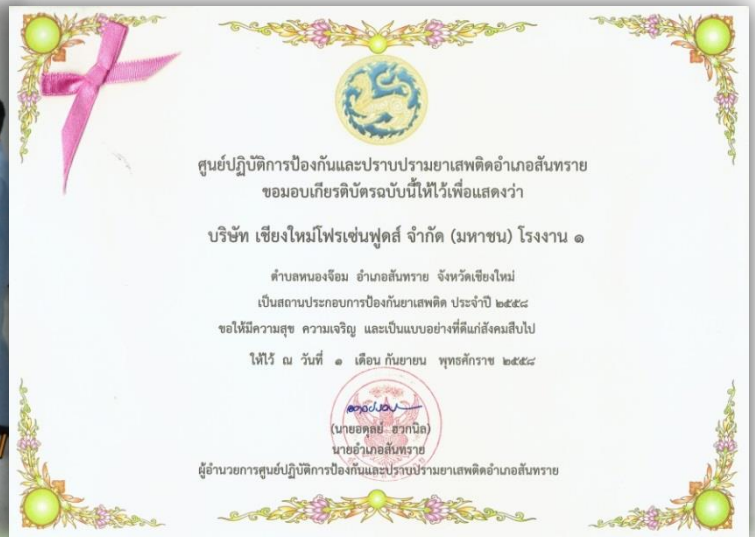 ศูนย์ปฏิบัติการป้องกันและปราบปรามยาเสพติดอำเภอสันทราย
ขอมอบเกียรติบัตรฉบับนี้ให้ไว้เพื่อแสดงว่า
บริษัท เชียงใหม่โฟรเซ่นฟูดส์ จำกัด (มหาชน) โรงงาน ๑
ตำบลหนองจ๊อม อำเภอสันทราย จังหวัดเชียงใหม่
เป็นสถานประกอบการป้องกันยาเสพติด ประจำปี ๒๕๕๘
ขอให้มีความสุข ความเจริญ และเป็นแบบอย่างที่ดีแก่สังคมสืบไป
ให้ไว้ ณ วันที่ ๑ เดือน กันยายน พุทธศักราช ๒๕๕๘
(นายอดุลย์ ฮวกนิล)
นายอำเภอสันทราย
ผู้อำนวยการศูนย์ปฏิบัติการป้องกันและปราบปรามยาเสพติดอำเภอสันทราย